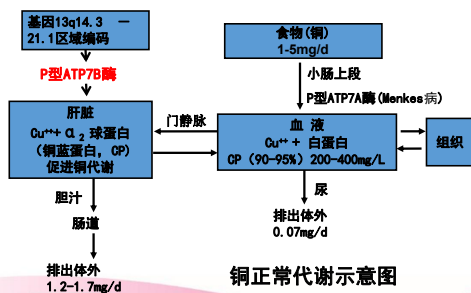 基因13q14.3 —
21.1区域编码
P型ATP7B酶
肝脏
Cu⁺⁺+ α₂ 球蛋白
（铜蓝蛋白，CP）
促进铜代谢
胆汁
肠道
排出体外
1.2-1.7mg/d
门静脉
食物(铜)
1-5mg/d
小肠上段
P型ATP7A酶(Menkes病)
血 液
Cu⁺⁺ + 白蛋白
CP（90-95%）200-400mg/L
尿
排出体外
0.07mg/d
组织
铜正常代谢示意图